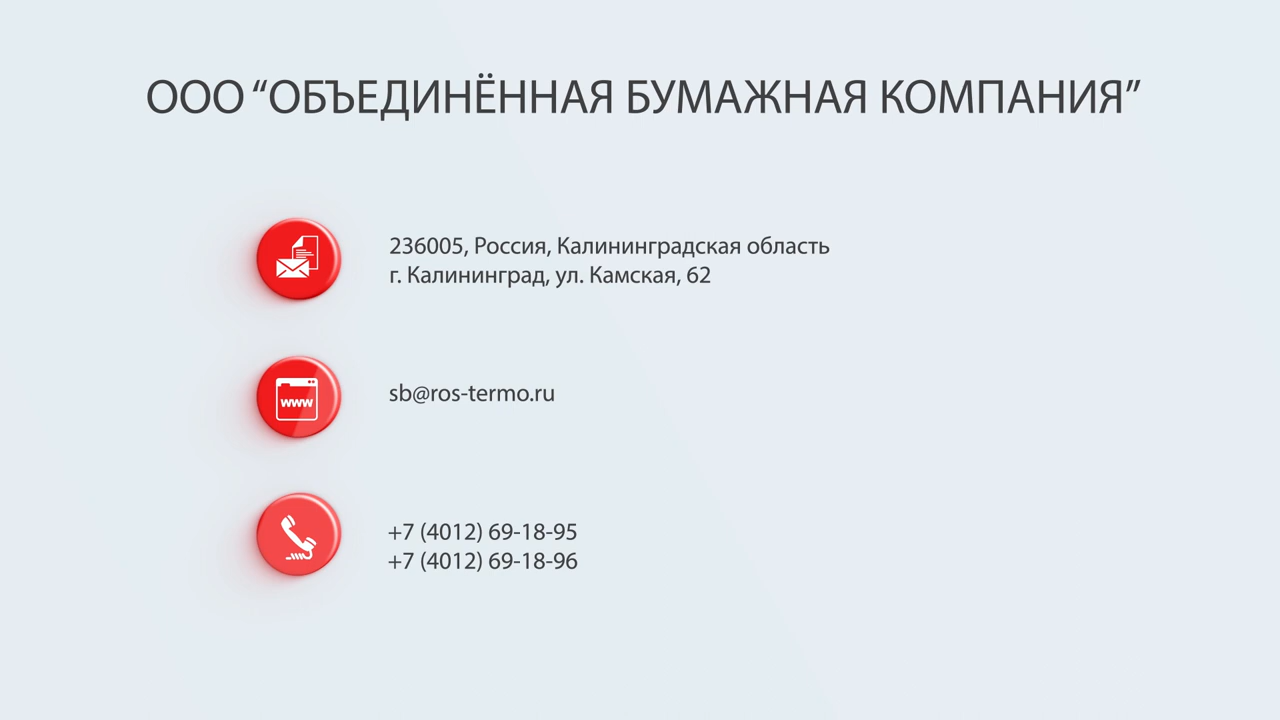 ООО “ОБЪЕДИНЁННАЯ БУМАЖНАЯ КОМПАНИЯ”
236005, Россия, Калининградская область
г. Калининград, ул. Камская, 62
www
sb@ros-termo.ru
+7 (4012) 69-18-95
+7 (4012) 69-18-96